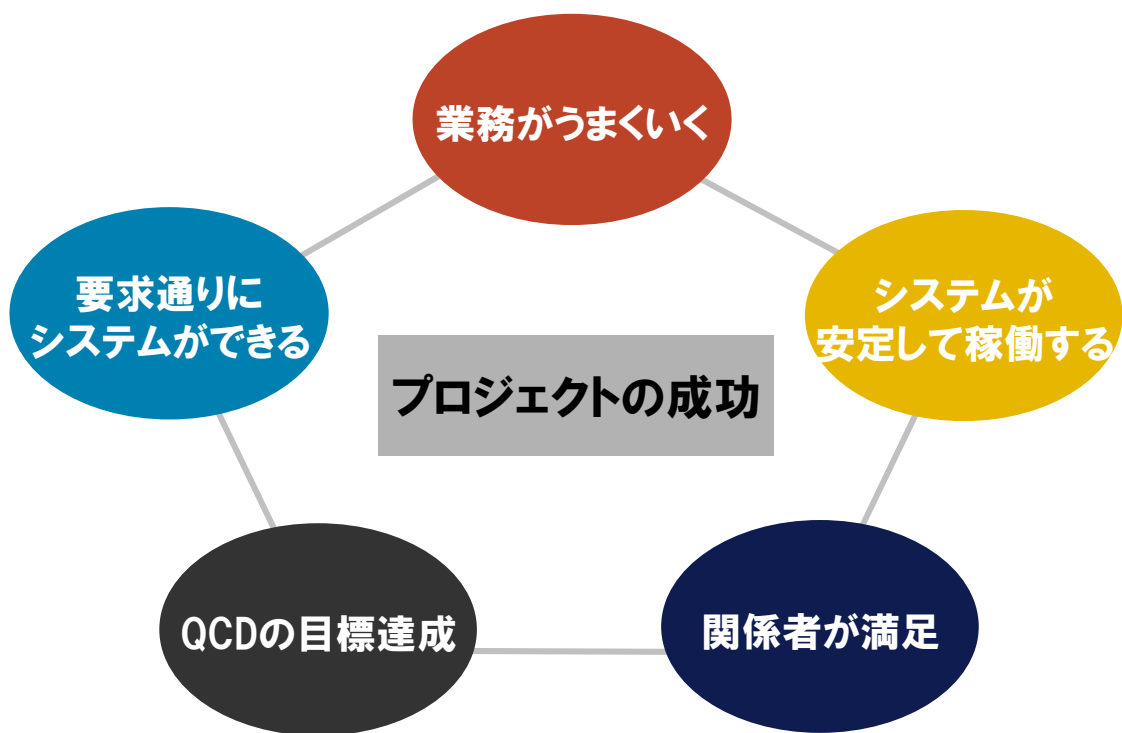 業務がうまくいく
要求通りに
システムができる
システムが
安定して稼働する
プロジェクトの成功
QCDの目標達成
関係者が満足